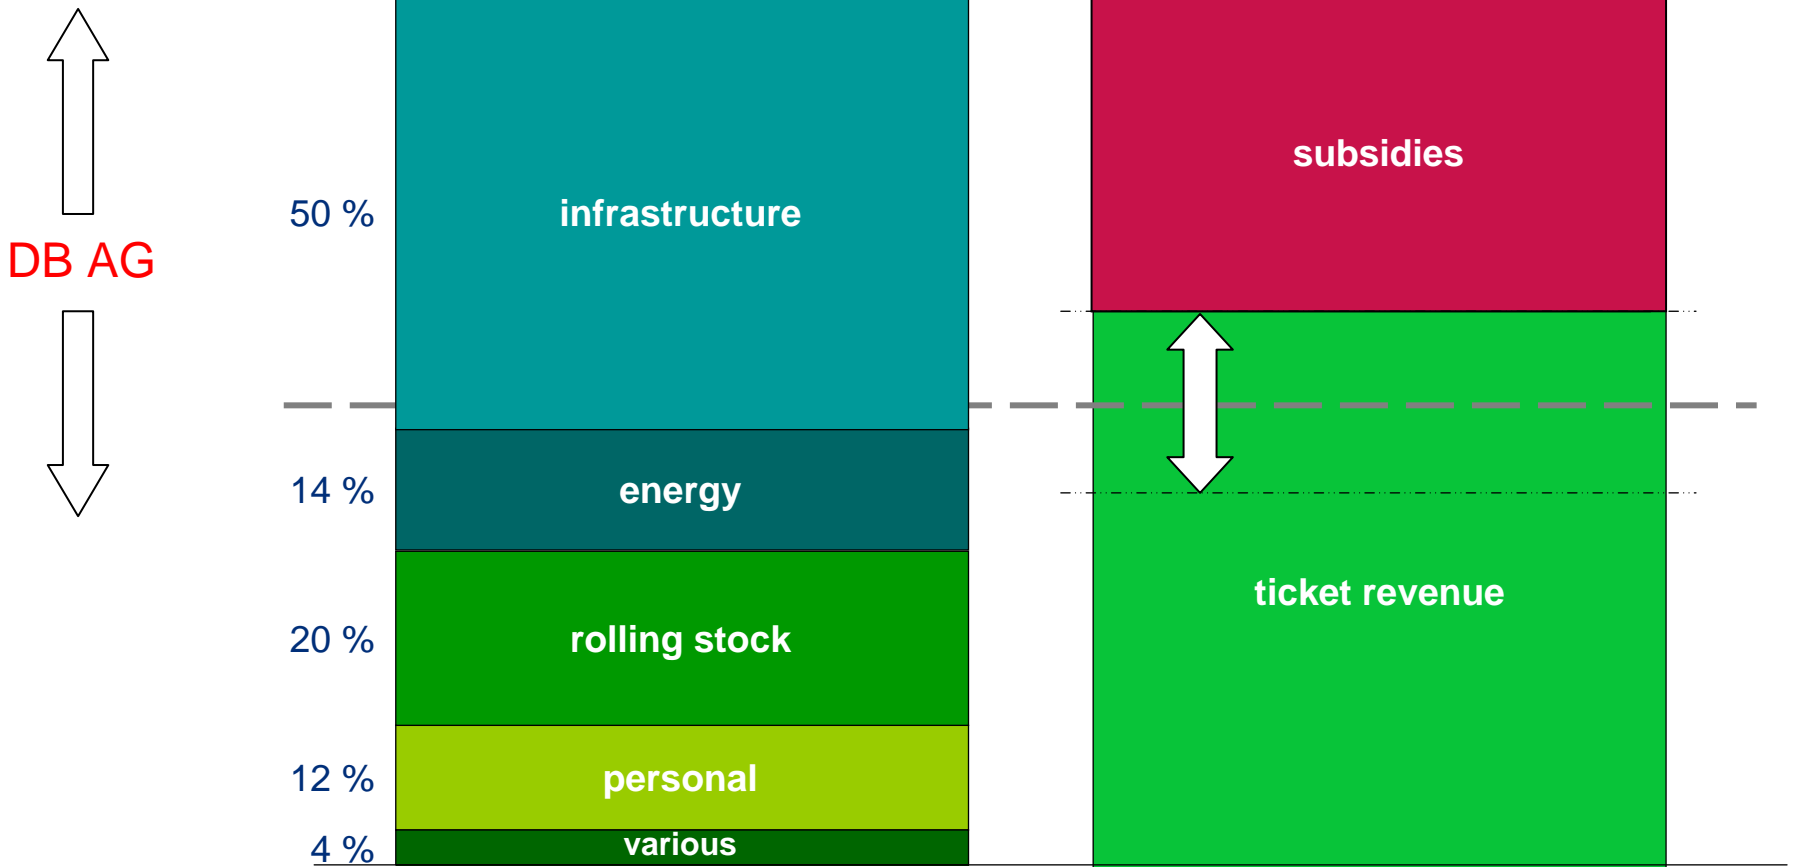 subsidies
50 %
infrastructure
DB AG
14 %
energy
ticket revenue
20 %
rolling stock
12 %
personal
4 %
various